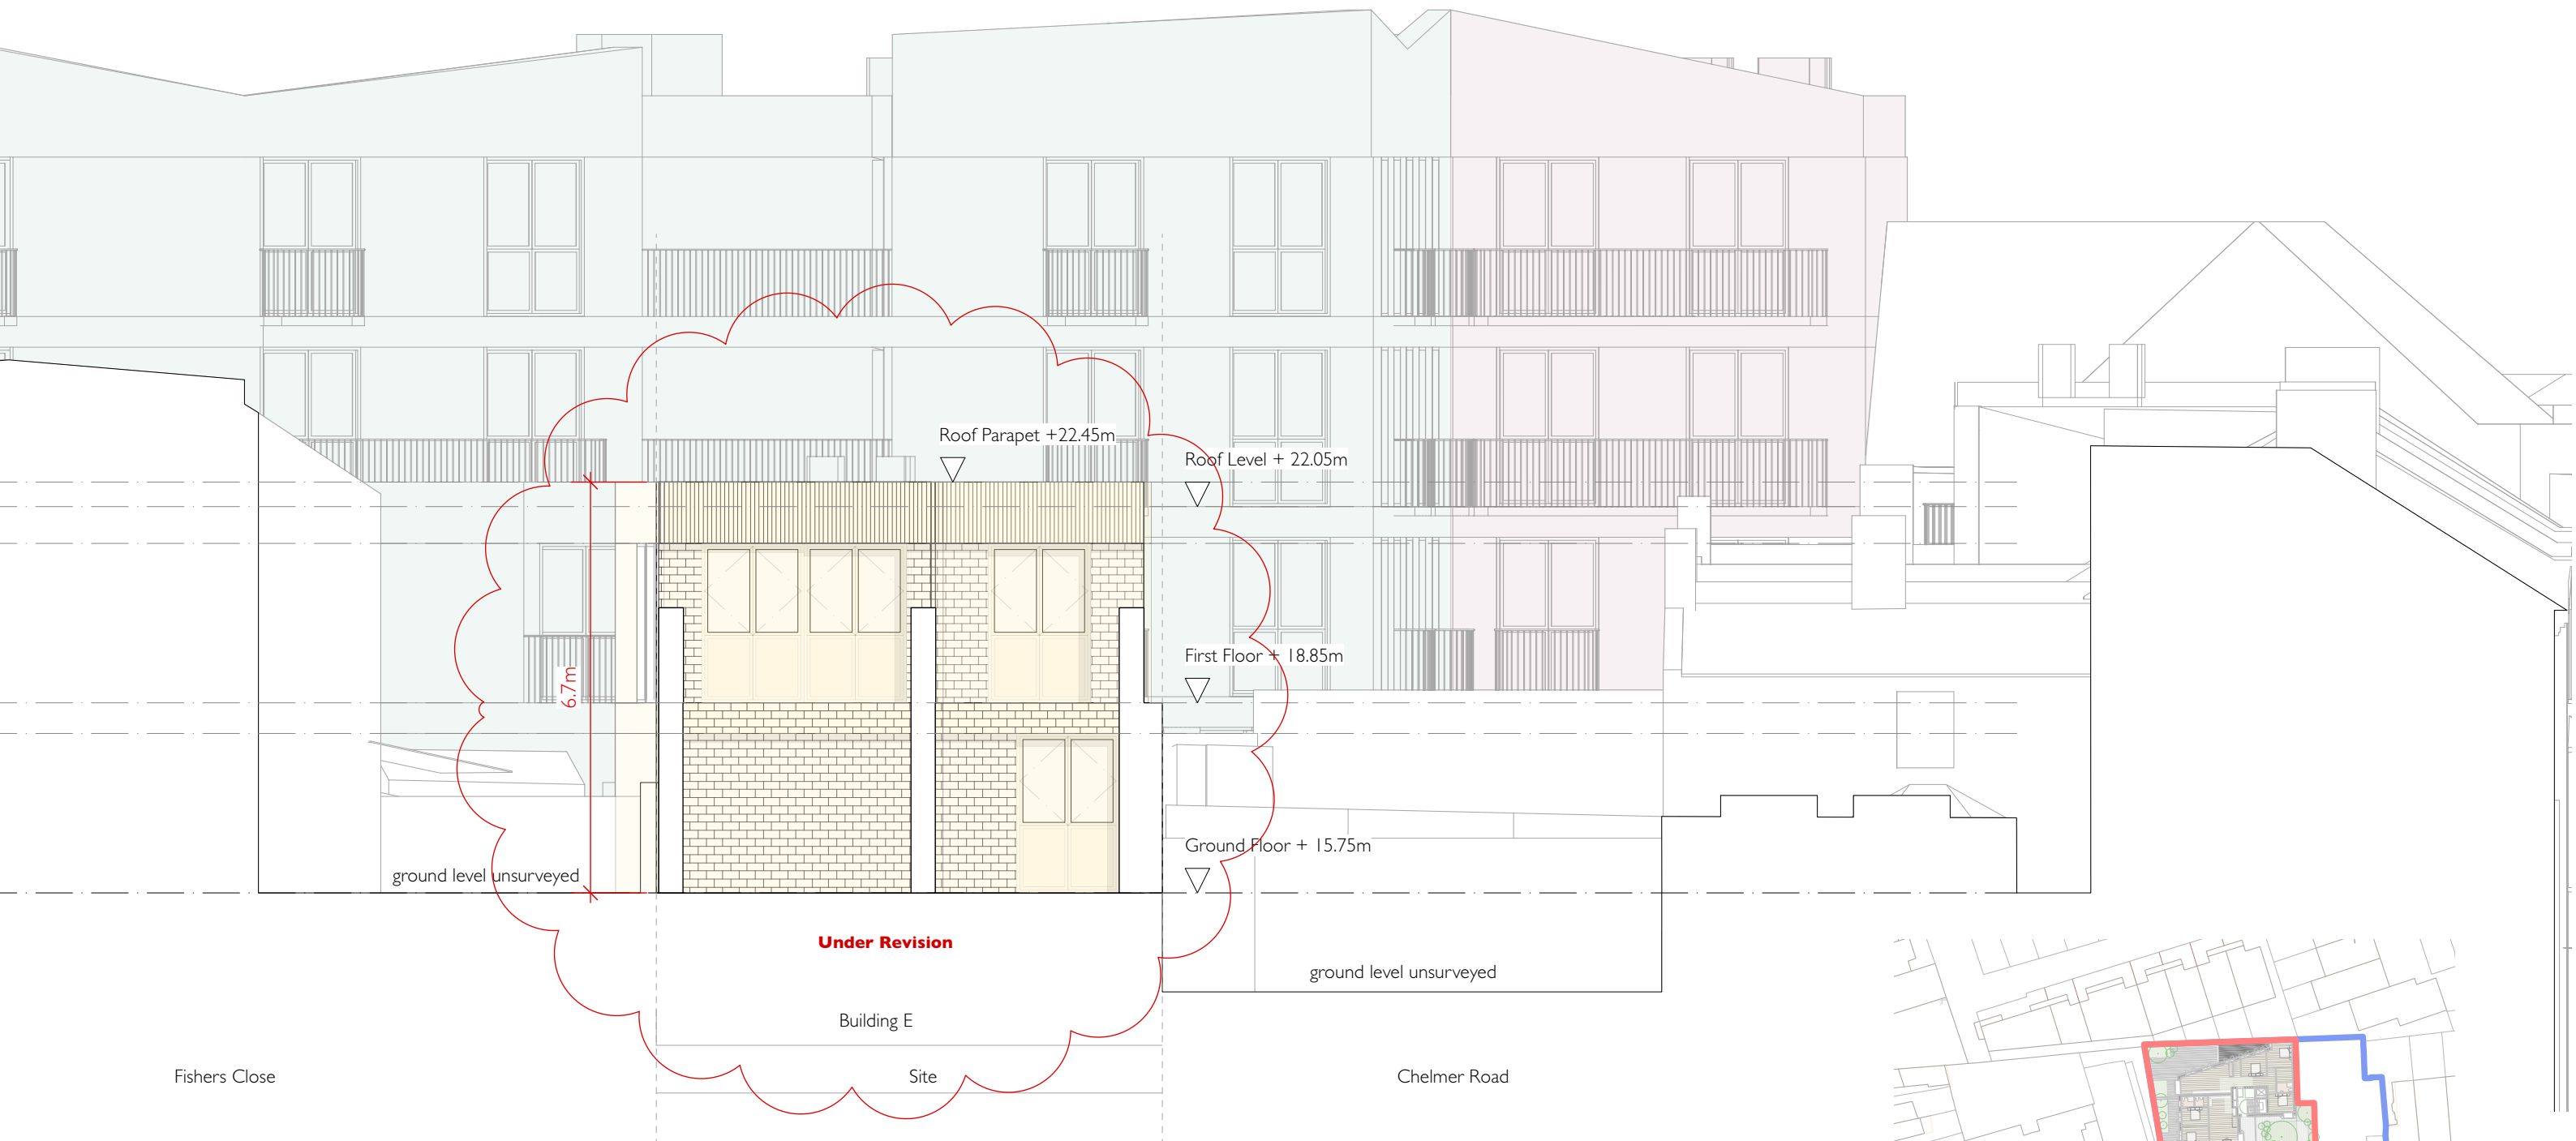 Roof Parapet +22.45m
Roof Level + 22.05m
First Floor + 18.85m
6.7m
Ground Floor + 15.75m
ground level unsurveyed
Under Revision
ground level unsurveyed
Building E
Fishers Close
Site
Chelmer Road